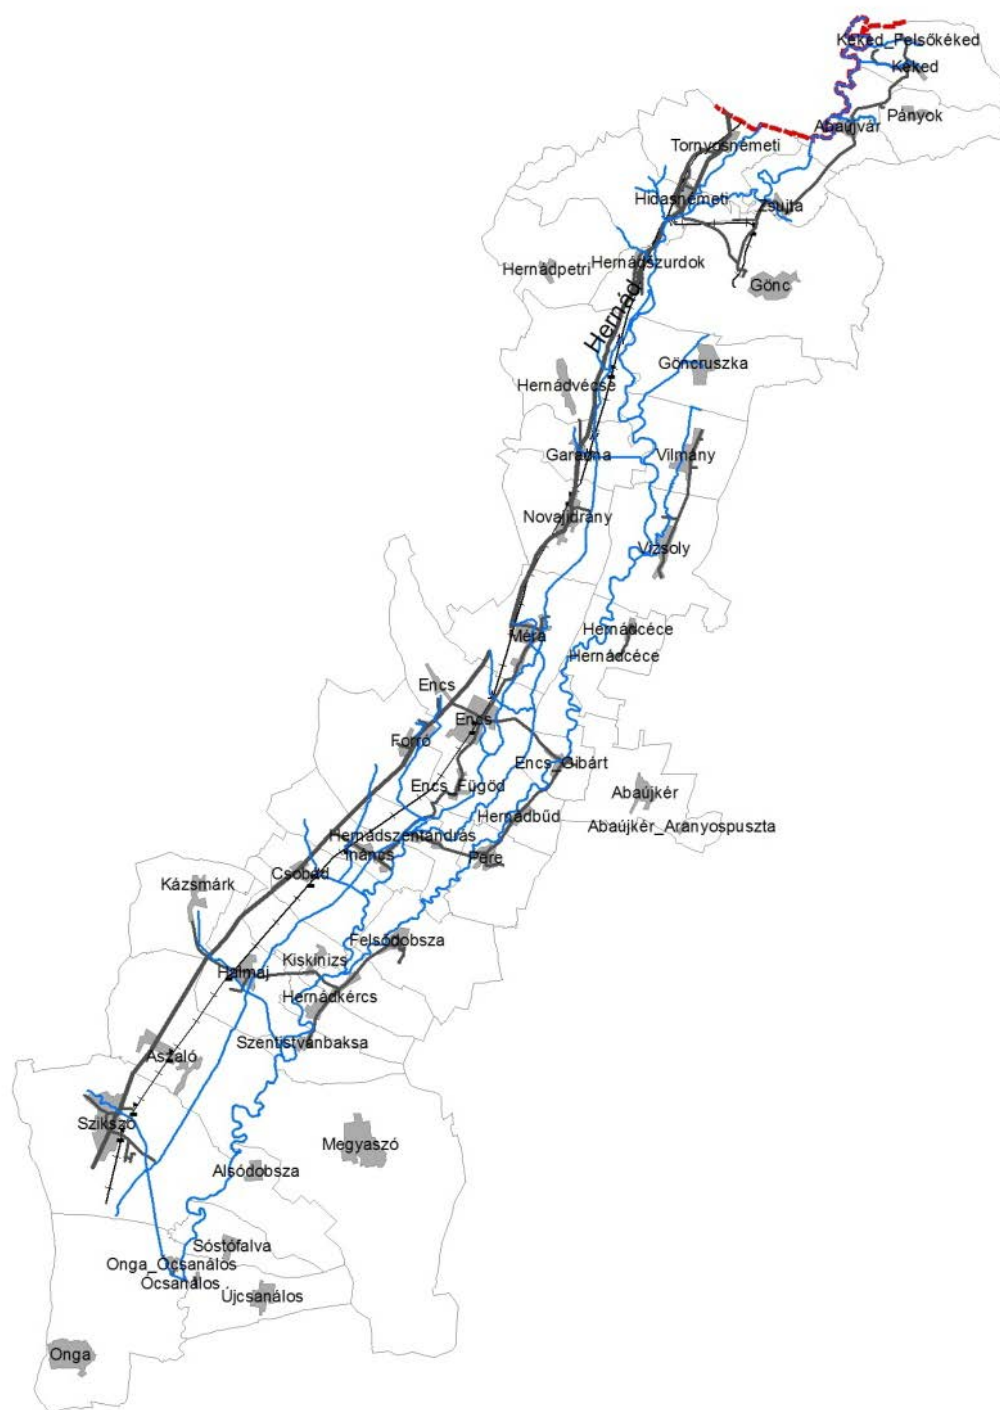 Kéked_Felsőkéked
Kéked
Pányok
Abaújvár
Tornyosnémeti
Hidasnémeti
Zsujta
Hernádszurdok
Hernádpetri
Gönc
Hernád
Göncruszka
Hernádvécse
Garadna
Vilmány
Novajidrány
Vizsoly
Méra
Hernádcéce
Hernádcéce
Encs
Encs
Forró
Encs_Gibárt
Encs_Fügöd
Abaújkér
Hernádbűd
Abaújkér_Aranyospuszta
Hernádszentandrás
Ináncs
Pere
Csobád
Kázsmárk
Felsődobsza
Kiskinizs
Halmaj
Hernádkércs
Szentistvánbaksa
Aszaló
Szikszó
Megyaszó
Alsódobsza
Sóstófalva
Onga_Ócsanálos
Ócsanálos
Újcsanálos
Onga